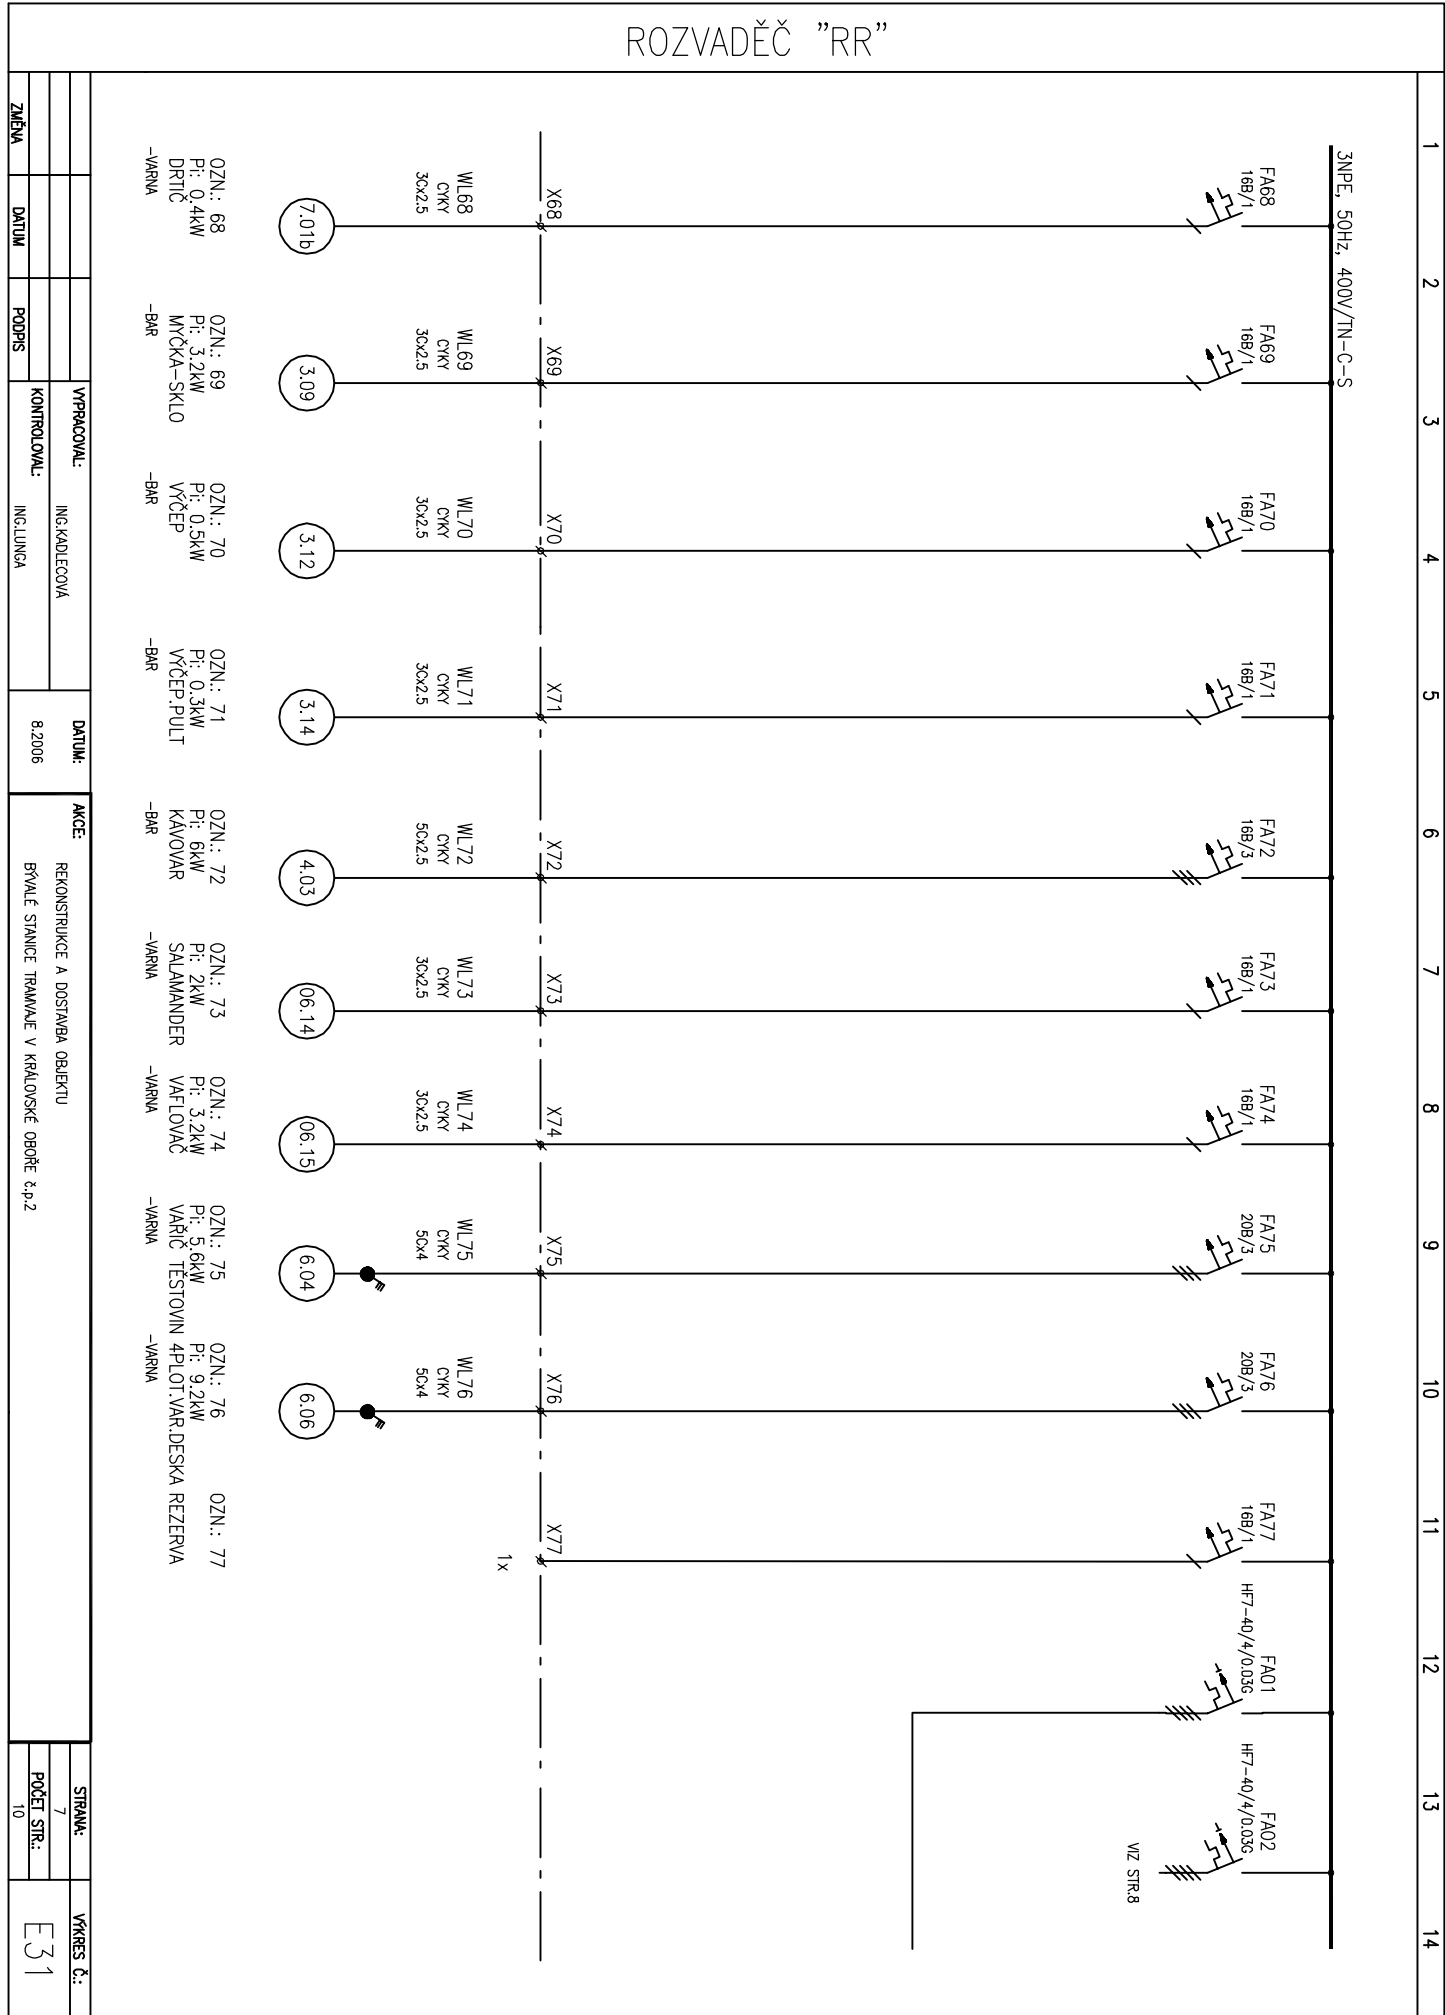 ROZVADĚČ "RR"
1 2 3 4 5 6 7 8 9 10 11 12 13 14
3NPE, 50Hz, 400V/TN-C-S
FA68
16B/1
FA69
16B/1
FA70
16B/1
FA71
16B/1
FA72
16B/3
FA73
16B/1
FA74
16B/1
FA75
20B/3
FA76
20B/3
FA77
16B/1
FA01
HF7-40/4/0.03G
FA02
HF7-40/4/0.03G
VIZ STR.8
X68 X69 X70 X71 X72 X73 X74 X75 X76 X77
1x
WL68
CYKY
3Cx2.5
WL69
CYKY
3Cx2.5
WL70
CYKY
3Cx2.5
WL71
CYKY
3Cx2.5
WL72
CYKY
5Cx2.5
WL73
CYKY
3Cx2.5
WL74
CYKY
3Cx2.5
WL75
CYKY
5Cx4
WL76
CYKY
5Cx4
7.01b 3.09 3.12 3.14 4.03 06.14 06.15 6.04 6.06
OZN.: 68
Pi: 0.4kW
DRTIČ
-VARNA
OZN.: 69
Pi: 3.2kW
MYČKA-SKLO
-BAR
OZN.: 70
Pi: 0.5kW
VÝČEP
-BAR
OZN.: 71
Pi: 0.3kW
VÝČEP.PULT
-BAR
OZN.: 72
Pi: 6kW
KÁVOVAR
-BAR
OZN.: 73
Pi: 2kW
SALAMANDER
-VARNA
OZN.: 74
Pi: 3.2kW
VAFLOVAČ
-VARNA
OZN.: 75
Pi: 5.6kW
VAŘIČ TĚSTOVIN
-VARNA
OZN.: 76
Pi: 9.2kW
4PLOT.VAR.DESKA
-VARNA
OZN.: 77
REZERVA
ZMĚNA DATUM PODPIS
VYPRACOVAL: ING.KADLECOVÁ
KONTROLOVAL: ING.LUNGA
DATUM:
8.2006
AKCE:
REKONSTRUKCE A DOSTAVBA OBJEKTU
BÝVALÉ STANICE TRAMVAJE V KRÁLOVSKÉ OBOŘE č.p.2
STRANA:
7
POČET STR.:
10
VÝKRES Č.:
E31